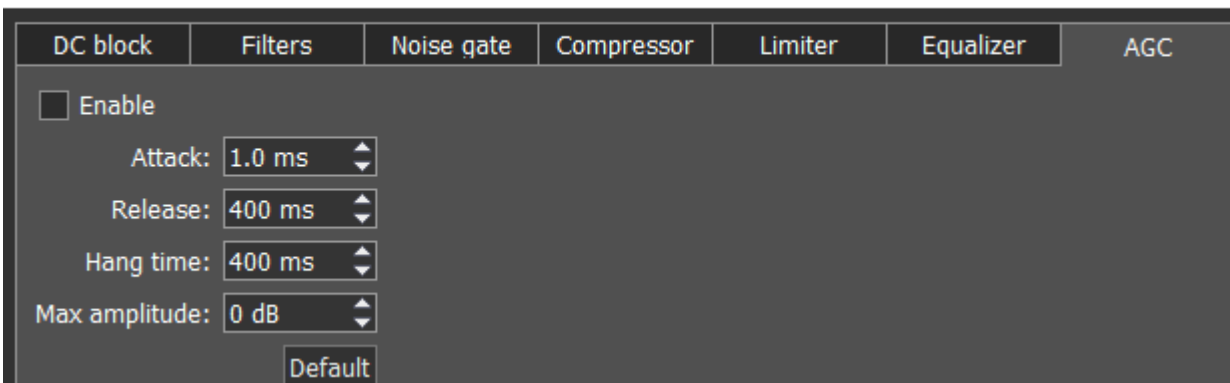 DC block Filters Noise gate Compressor Limiter Equalizer AGC
Enable
Attack: 1.0 ms
Release: 400 ms
Hang time: 400 ms
Max amplitude: 0 dB
Default